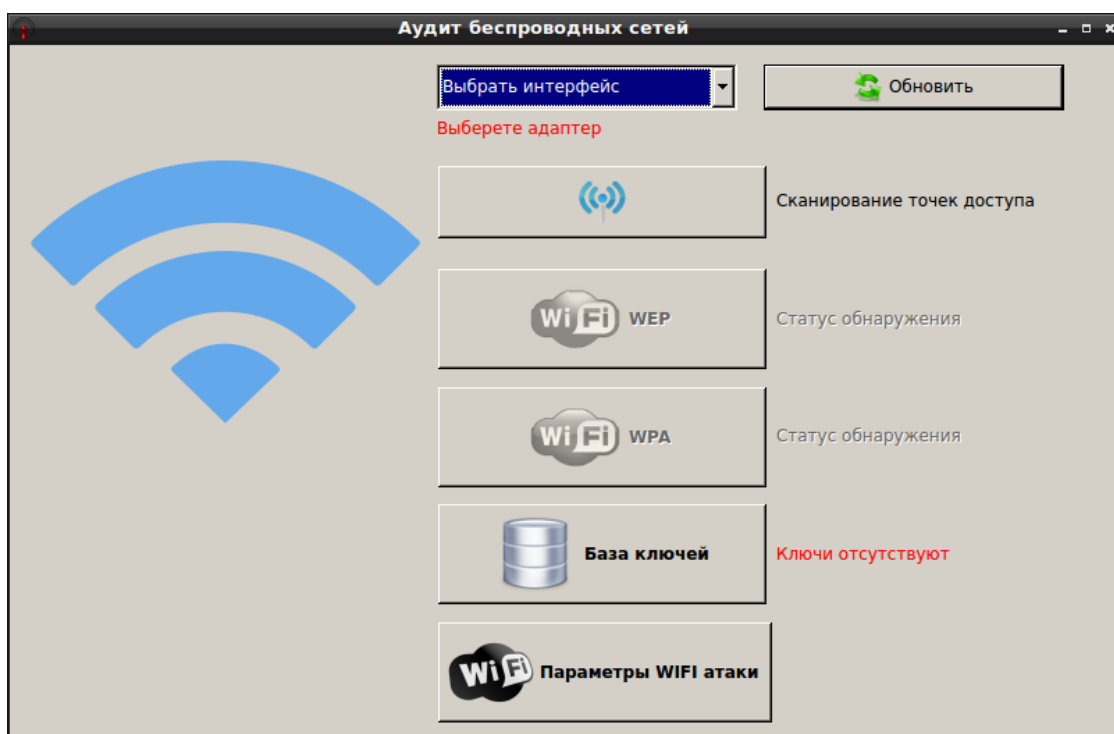 Аудит беспроводных сетей
Выбрать интерфейс
Обновить
Выберете адаптер
Сканирование точек доступа
Wi Fi WEP
Статус обнаружения
Wi Fi WPA
Статус обнаружения
База ключей
Ключи отсутствуют
Wi Fi Параметры WIFI атаки